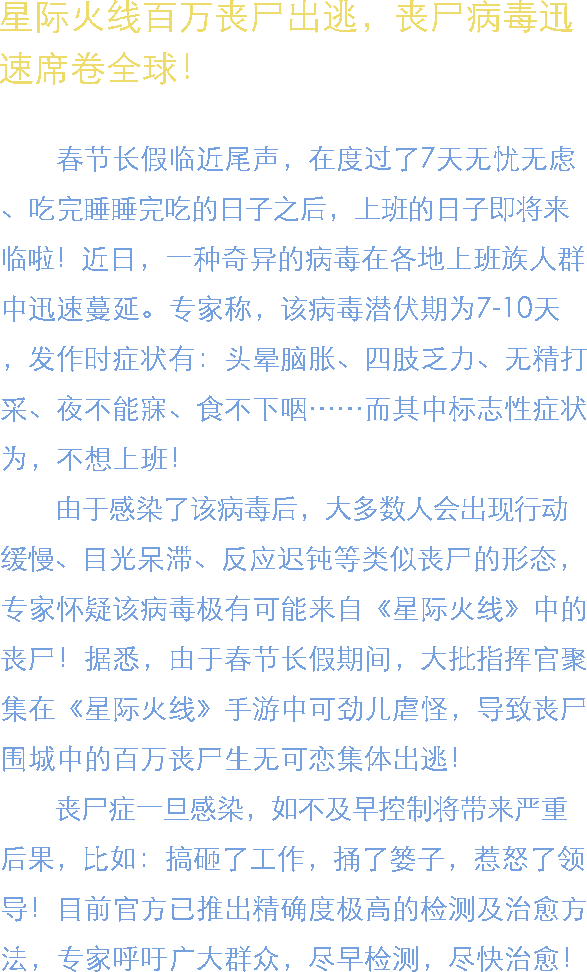 星际火线百万丧尸出逃，丧尸病毒迅
速席卷全球！
春节长假临近尾声，在度过了7天无忧无虑
、吃完睡睡完吃的日子之后，上班的日子即将来
临啦！近日，一种奇异的病毒在各地上班族人群
中迅速蔓延。专家称，该病毒潜伏期为7-10天
，发作时症状有：头晕脑胀、四肢乏力、无精打
采、夜不能寐、食不下咽……而其中标志性症状
为，不想上班！
由于感染了该病毒后，大多数人会出现行动
缓慢、目光呆滞、反应迟钝等类似丧尸的形态，
专家怀疑该病毒极有可能来自《星际火线》中的
丧尸！据悉，由于春节长假期间，大批指挥官聚
集在《星际火线》手游中可劲儿虐怪，导致丧尸
围城中的百万丧尸生无可恋集体出逃！
丧尸症一旦感染，如不及早控制将带来严重
后果，比如：搞砸了工作，捅了篓子，惹怒了领
导！目前官方已推出精确度极高的检测及治愈方
法，专家呼吁广大群众，尽早检测，尽快治愈！